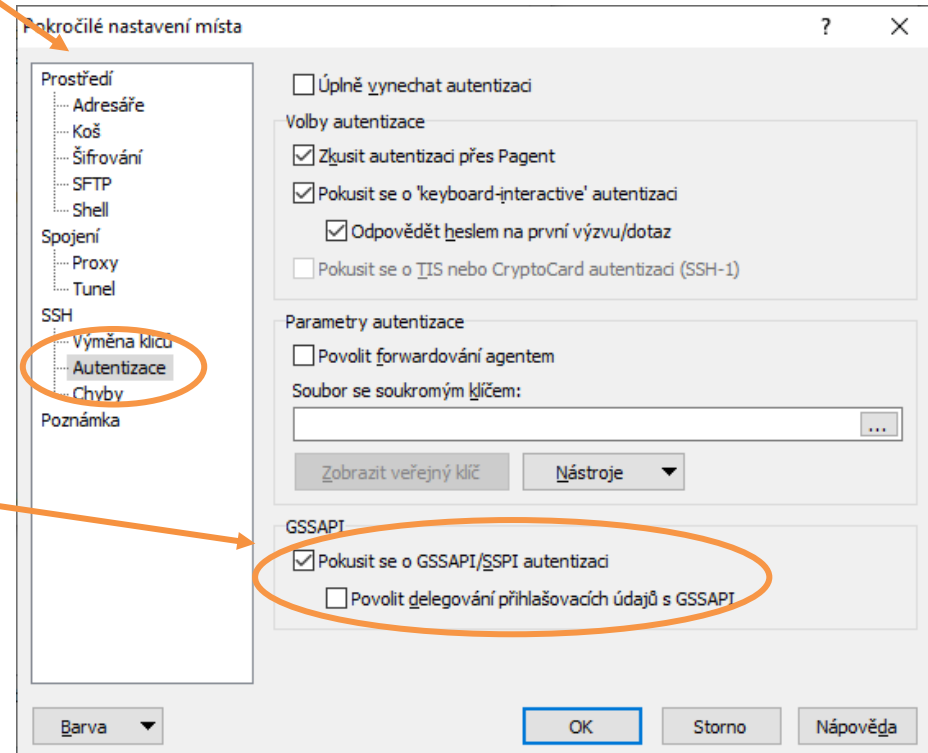 Pokročilé nastavení místa
?
Prostředí
Adresáře
Koš
Šifrování
SFTP
Shell
Spojení
Proxy
Tunel
SSH
Výměna klíčů
Autentizace
Chyby
Poznámka
Úplně vynechat autentizaci
Volby autentizace
Zkusit autentizaci přes Pagent
Pokusit se o 'keyboard-interactive' autentizaci
Odpovědět heslem na první výzvu/dotaz
Pokusit se o TIS nebo CryptoCard autentizaci (SSH-1)
Parametry autentizace
Povolit forwardování agentem
Soubor se soukromým klíčem:
...
Zobrazit veřejný klíč
Nástroje
GSSAPI
Pokusit se o GSSAPI/SSPI autentizaci
Povolit delegování přihlašovacích údajů s GSSAPI
Barva
OK
Storno
Nápověda